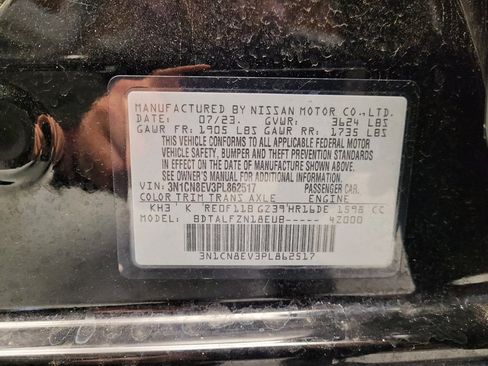 MANUFACTURED BY NISSAN MOTOR CO.,LTD.
DATE: 07/23. GVWR: 3624 LBS
GAWR FR: 1905 LBS GAWR RR: 1735 LBS
THIS VEHICLE CONFORMS TO ALL APPLICABLE FEDERAL MOTOR
VEHICLE SAFETY, BUMPER AND THEFT PREVENTION STANDARDS
IN EFFECT ON THE DATE OF MANUFACTURE SHOWN ABOVE.
SEE OWNER'S MANUAL FOR ADDITIONAL INFORMATION.
VIN: 3N1CN8EV3PL862517 PASSENGER CAR.
COLOR TRIM TRANS AXLE ENGINE
KH3 K RE0F11B GZ39 HR16DE 1598 CC
MODEL: BDTALFZN18EUB----- 4Z000
3N1CN8EV3PL862517